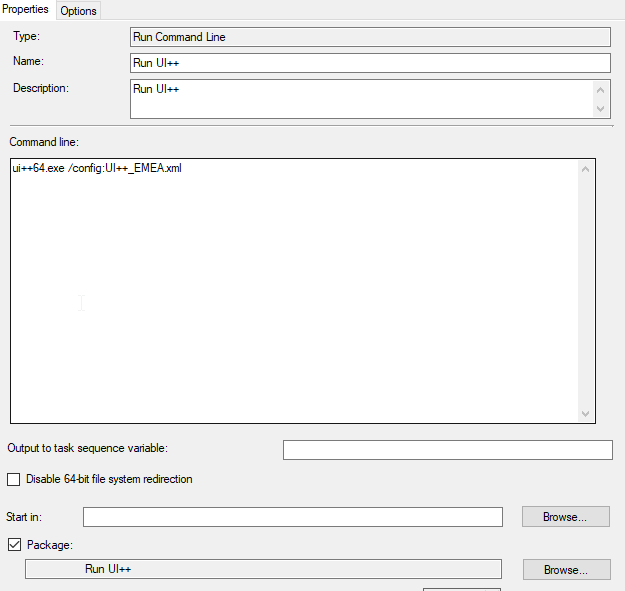 Properties
Options
Type:
Run Command Line
Name:
Run UI++
Description:
Run UI++
Command line:
ui++64.exe /config:UI++_EMEA.xml
Output to task sequence variable:
Disable 64-bit file system redirection
Start in:
Browse...
Package:
Run UI++
Browse...